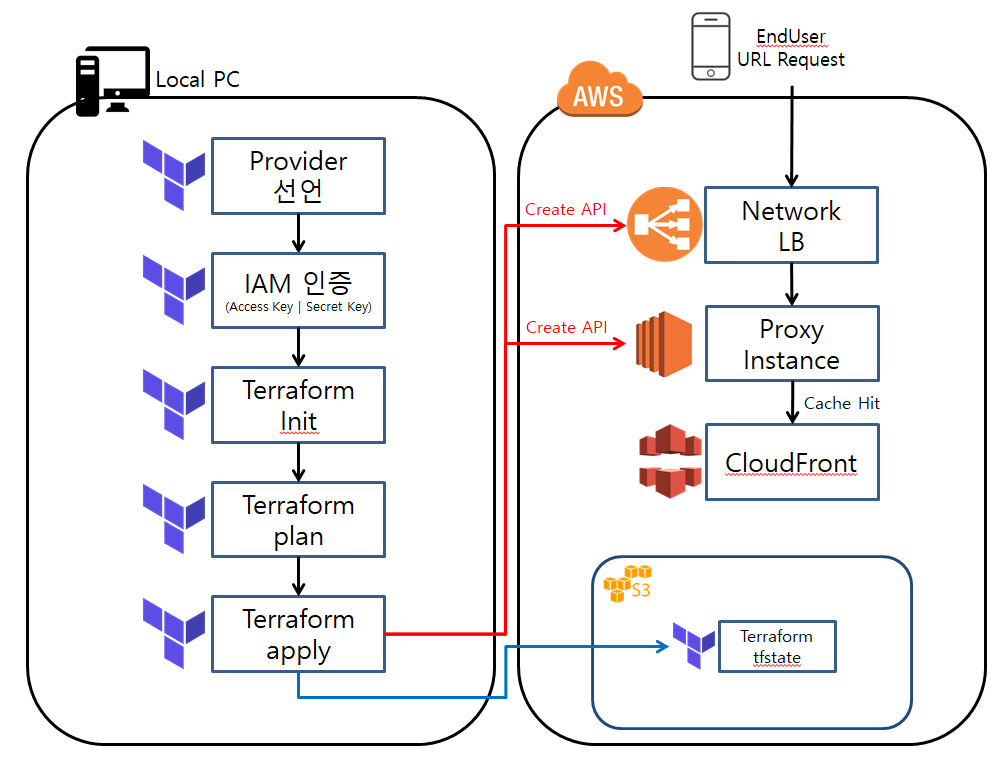 Local PC
Provider
선언
IAM 인증
(Access Key | Secret Key)
Terraform
Init
Terraform
plan
Terraform
apply
EndUser
URL Request
AWS
Create API
Network
LB
Create API
Proxy
Instance
Cache Hit
CloudFront
S3
Terraform
tfstate